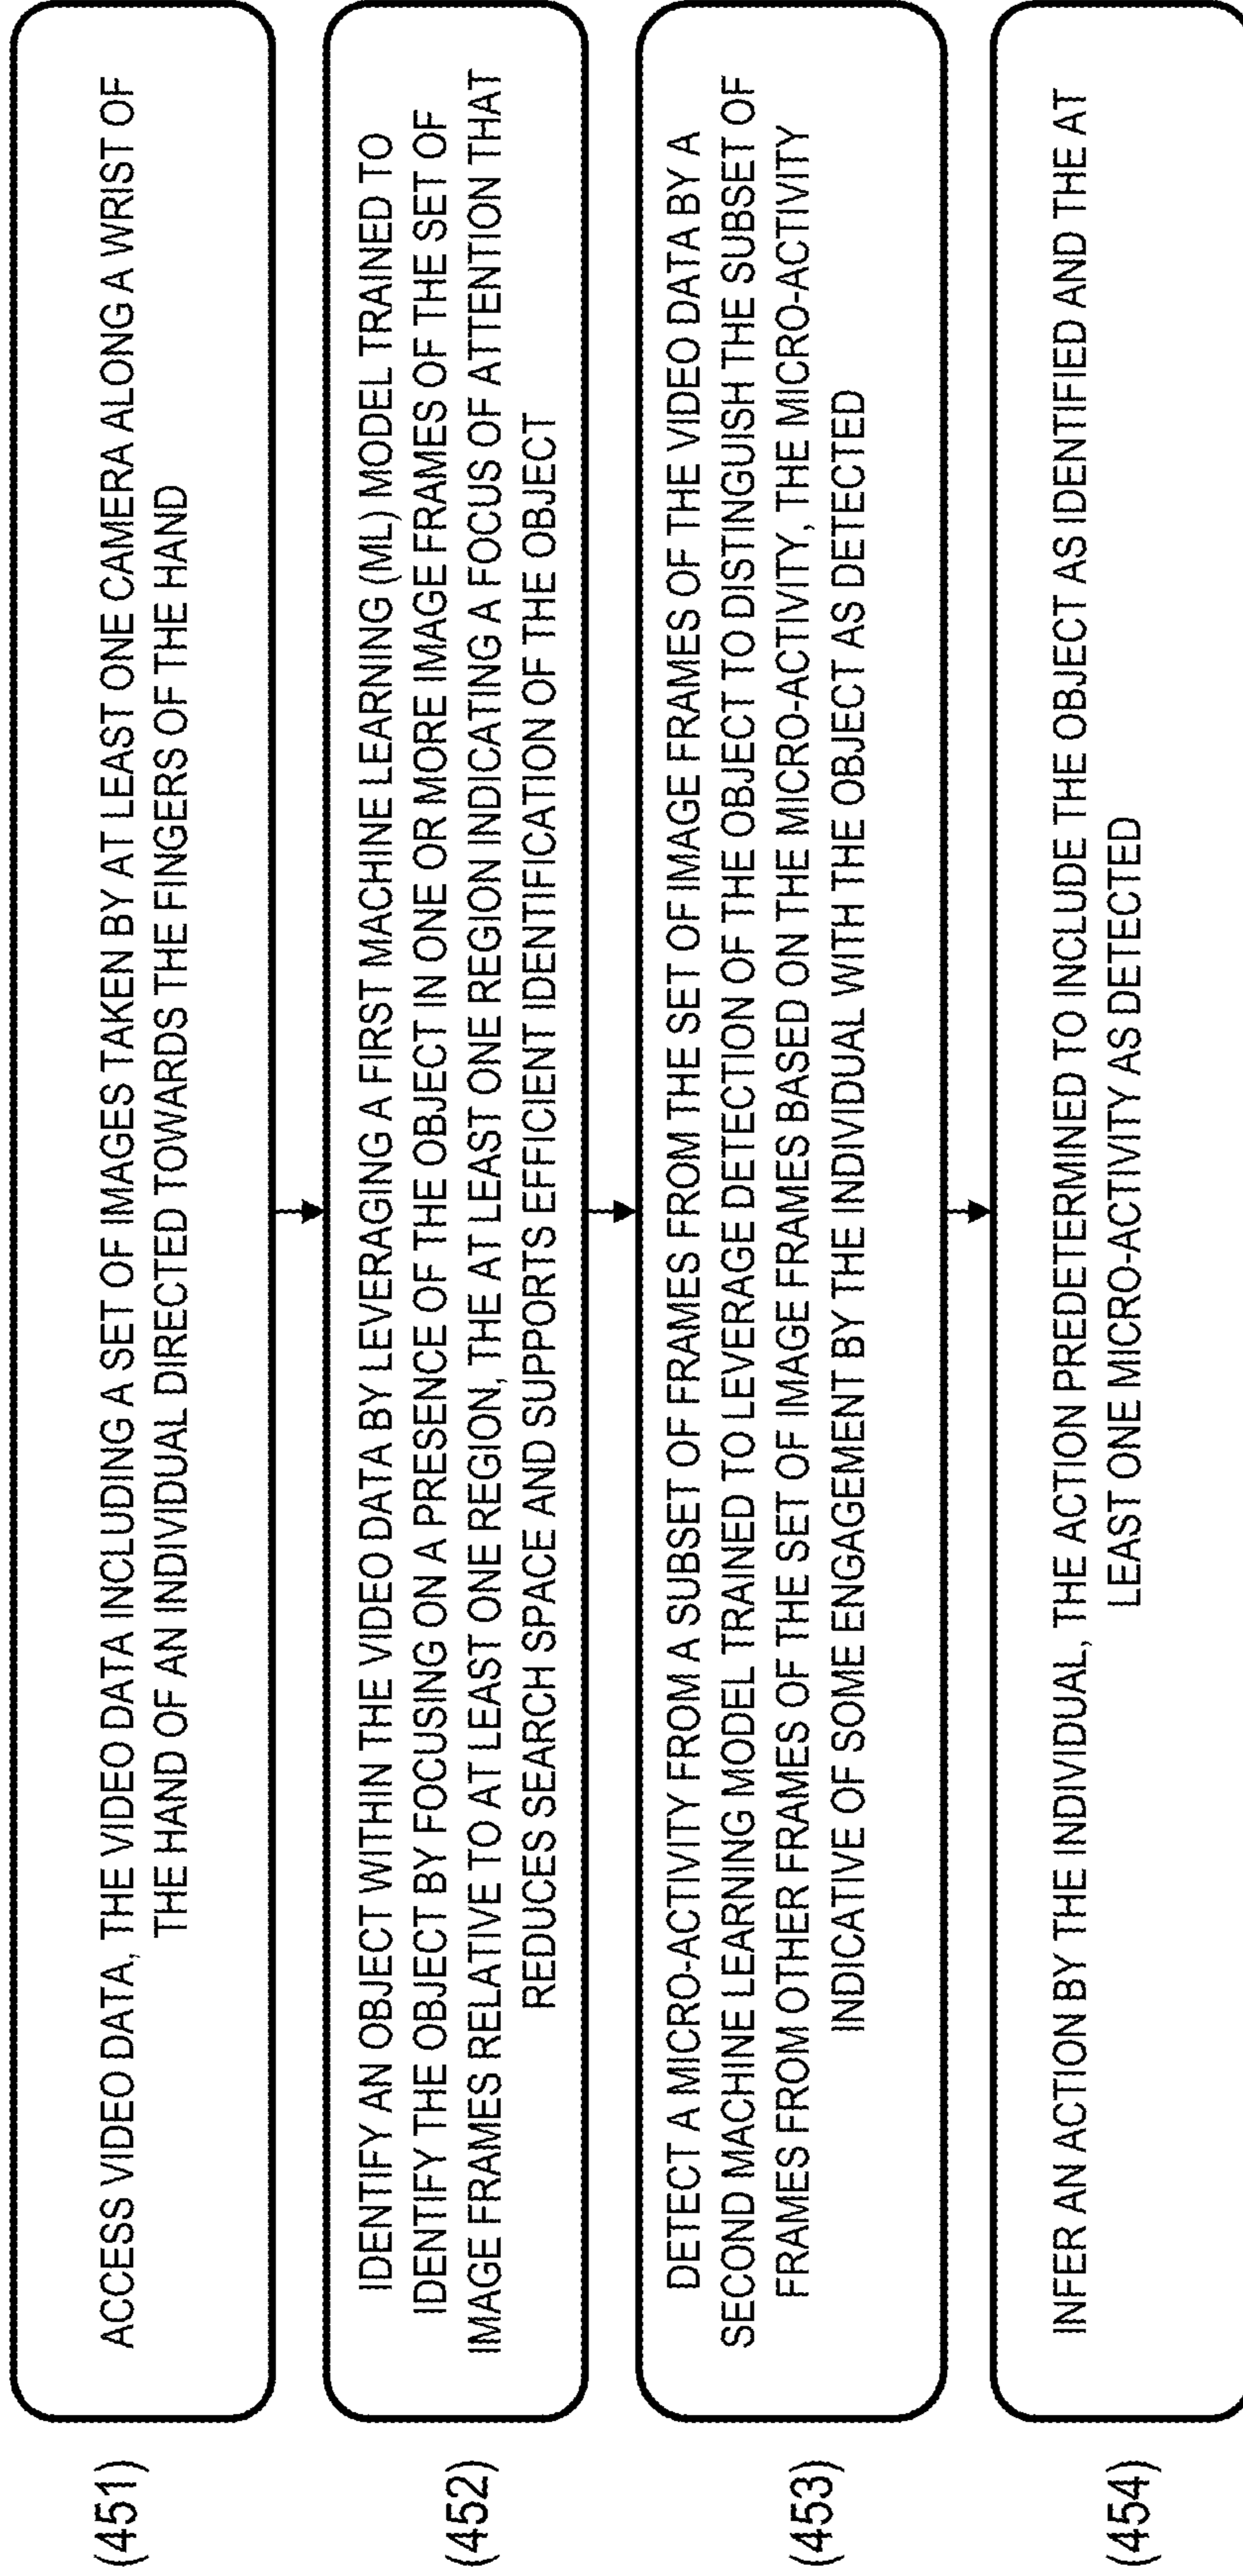 (451)
ACCESS VIDEO DATA, THE VIDEO DATA INCLUDING A SET OF IMAGES TAKEN BY AT LEAST ONE CAMERA ALONG A WRIST OF
THE HAND OF AN INDIVIDUAL DIRECTED TOWARDS THE FINGERS OF THE HAND
(452)
IDENTIFY AN OBJECT WITHIN THE VIDEO DATA BY LEVERAGING A FIRST MACHINE LEARNING (ML) MODEL TRAINED TO
IDENTIFY THE OBJECT BY FOCUSING ON A PRESENCE OF THE OBJECT IN ONE OR MORE IMAGE FRAMES OF THE SET OF
IMAGE FRAMES RELATIVE TO AT LEAST ONE REGION, THE AT LEAST ONE REGION INDICATING A FOCUS OF ATTENTION THAT
REDUCES SEARCH SPACE AND SUPPORTS EFFICIENT IDENTIFICATION OF THE OBJECT
(453)
DETECT A MICRO-ACTIVITY FROM A SUBSET OF FRAMES FROM THE SET OF IMAGE FRAMES OF THE VIDEO DATA BY A
SECOND MACHINE LEARNING MODEL TRAINED TO LEVERAGE DETECTION OF THE OBJECT TO DISTINGUISH THE SUBSET OF
FRAMES FROM OTHER FRAMES OF THE SET OF IMAGE FRAMES BASED ON THE MICRO-ACTIVITY, THE MICRO-ACTIVITY
INDICATIVE OF SOME ENGAGEMENT BY THE INDIVIDUAL WITH THE OBJECT AS DETECTED
(454)
INFER AN ACTION BY THE INDIVIDUAL, THE ACTION PREDETERMINED TO INCLUDE THE OBJECT AS IDENTIFIED AND THE AT
LEAST ONE MICRO-ACTIVITY AS DETECTED